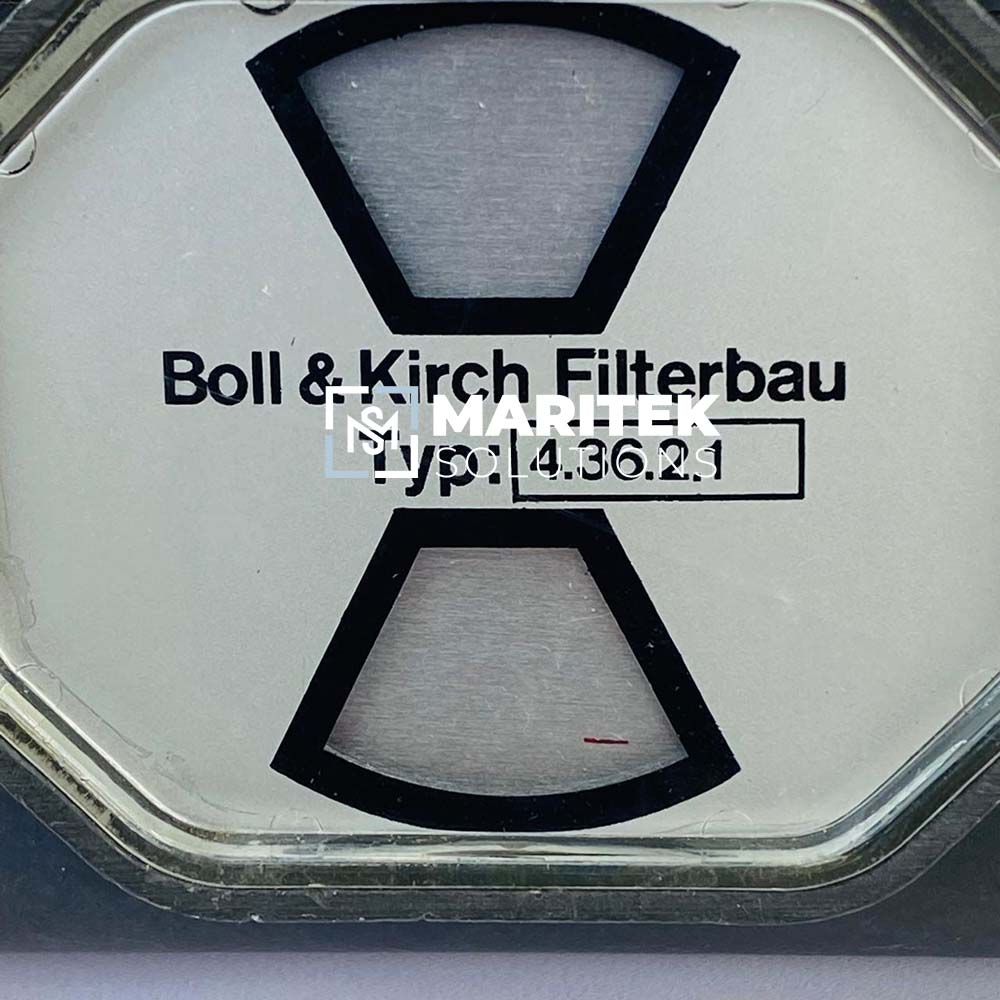 Boll & Kirch Filterbau
MARITEK
Typ: 4.36.2.1
SOLUTIONS